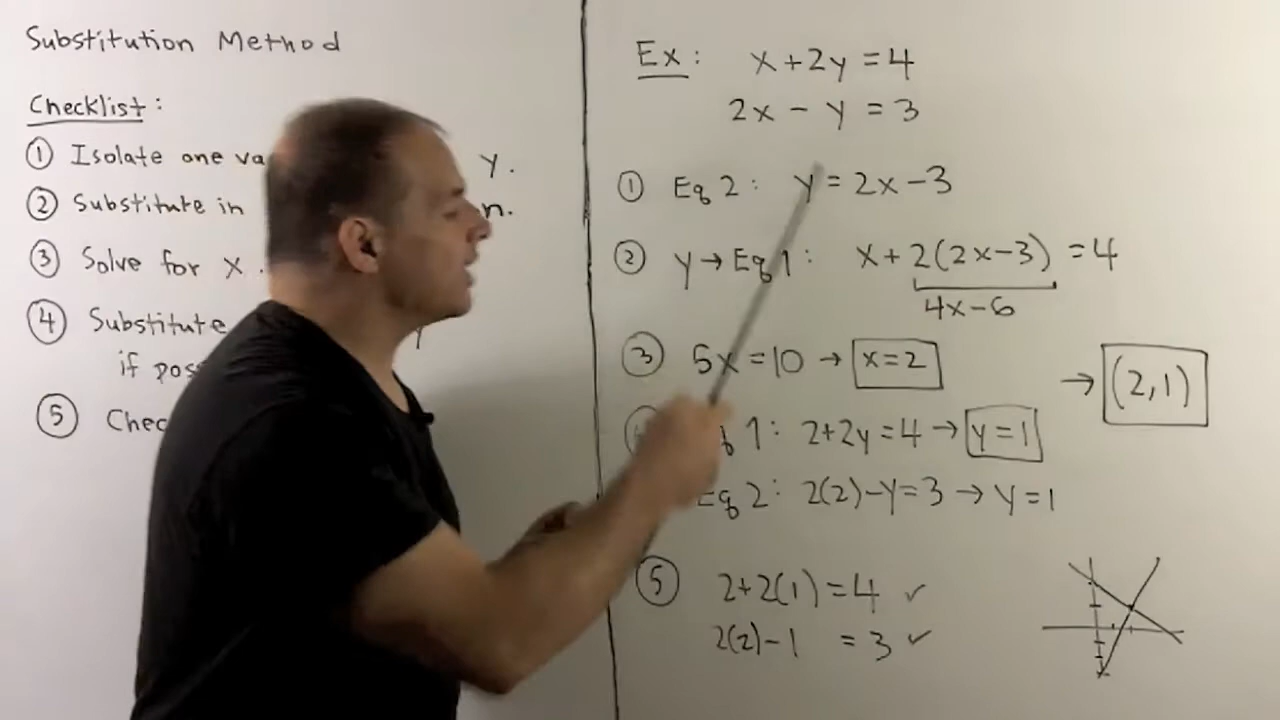 Substitution Method
Checklist:
① Isolate one y.
② Substitute in n.
③ Solve for x.
④ Substitute y
if
⑤
Ex: x+2y=4
2x-y=3
① Eq 2: y=2x-3
② y→Eq 1: x+2(2x-3)=4
4x-6
③ 5x=10→ x=2
→ (2,1)
1: 2+2y=4→ y=1
Eq 2: 2(2)-y=3→y=1
⑤ 2+2(1)=4 ✓
2(2)-1 =3 ✓